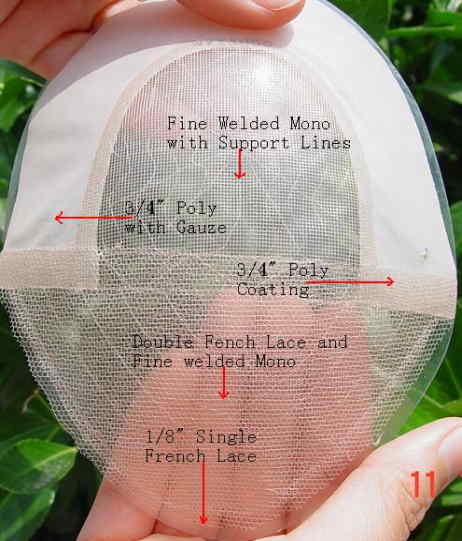 Fine Welded Mono
with Support Lines
3/4" Poly
with Gauze
3/4" Poly
Coating
Double Fench Lace and
Fine welded Mono
1/8" Single
French Lace
11